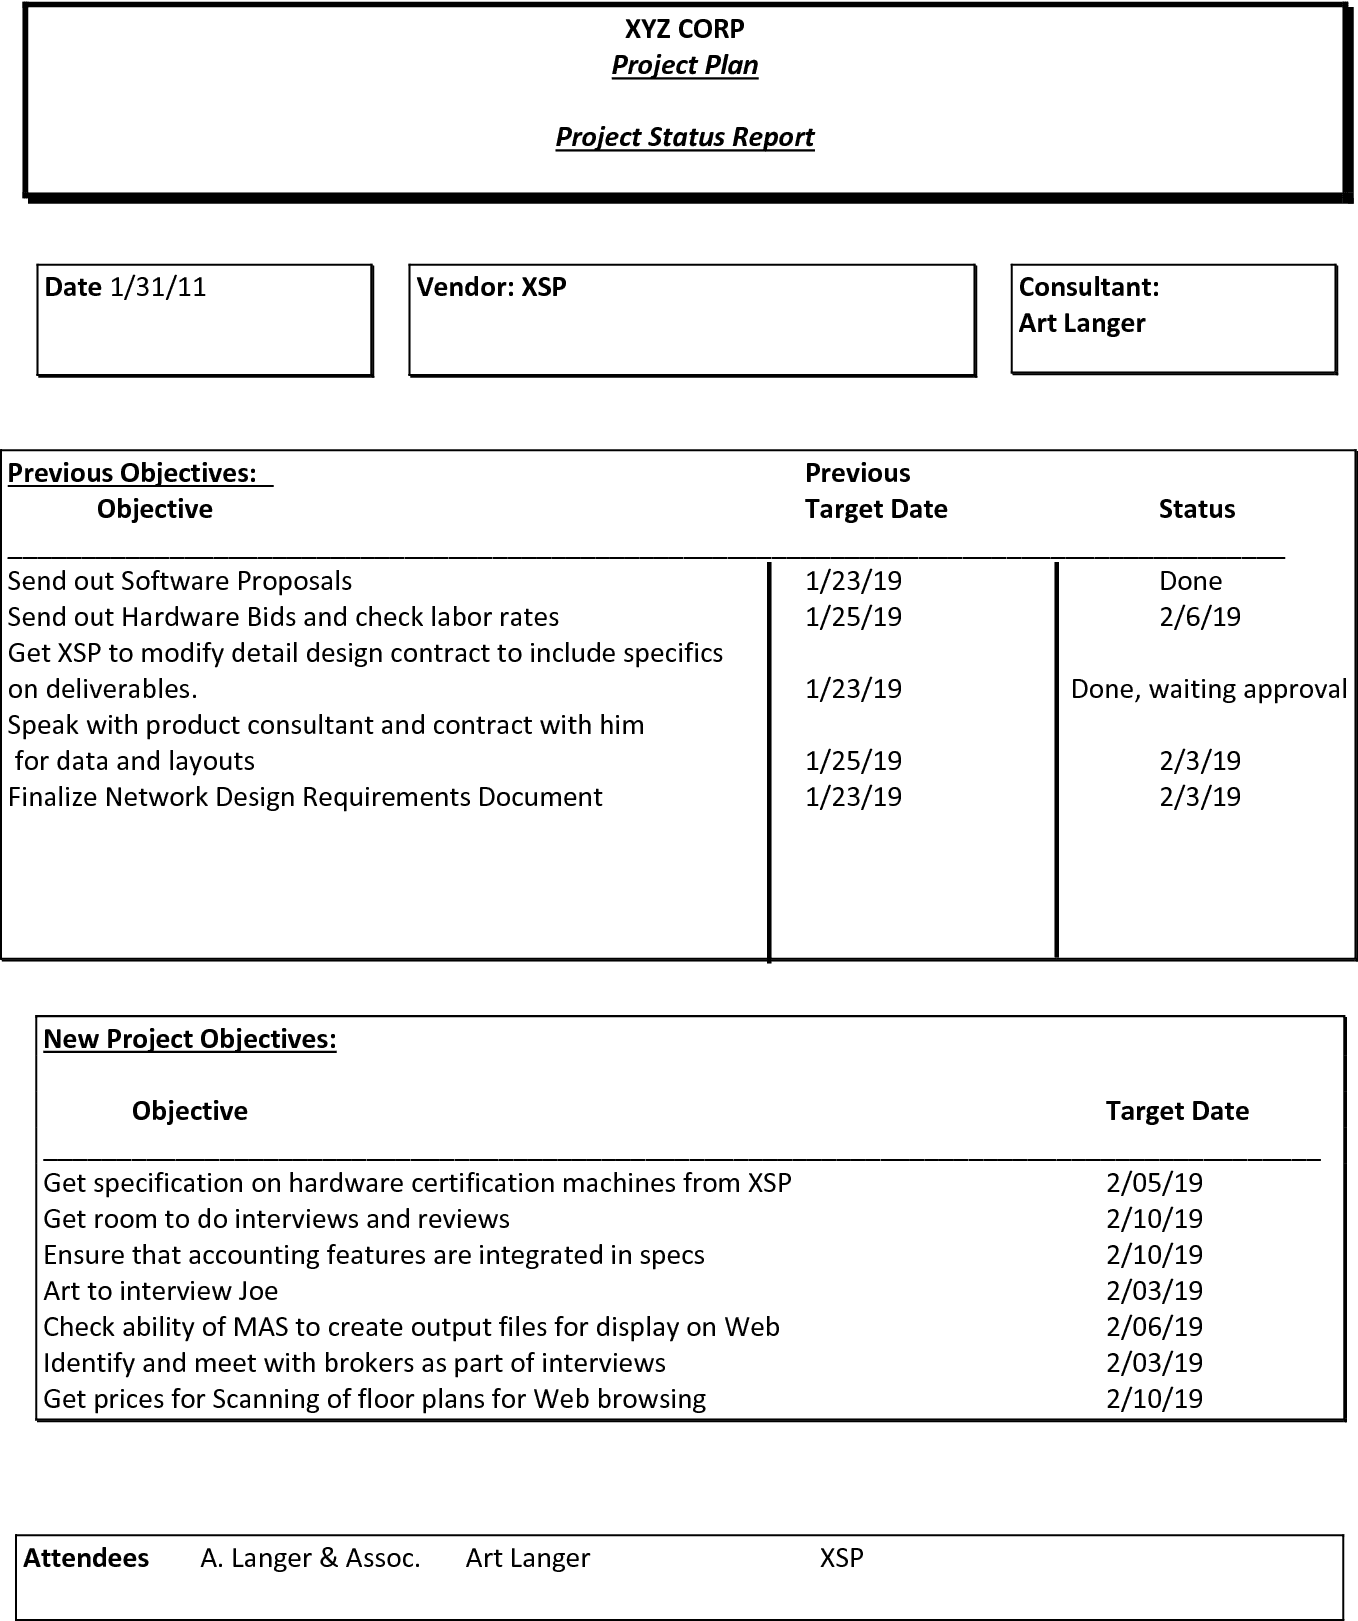 XYZ CORP
Project Plan
Project Status Report
Date 1/31/11
Vendor: XSP
Consultant:
Art Langer
Previous Objectives: Previous
Objective Target Date Status
Send out Software Proposals 1/23/19 Done
Send out Hardware Bids and check labor rates 1/25/19 2/6/19
Get XSP to modify detail design contract to include specifics
on deliverables. 1/23/19 Done, waiting approval
Speak with product consultant and contract with him
for data and layouts 1/25/19 2/3/19
Finalize Network Design Requirements Document 1/23/19 2/3/19
New Project Objectives:
Objective Target Date
Get specification on hardware certification machines from XSP 2/05/19
Get room to do interviews and reviews 2/10/19
Ensure that accounting features are integrated in specs 2/10/19
Art to interview Joe 2/03/19
Check ability of MAS to create output files for display on Web 2/06/19
Identify and meet with brokers as part of interviews 2/03/19
Get prices for Scanning of floor plans for Web browsing 2/10/19
Attendees A. Langer & Assoc. Art Langer XSP